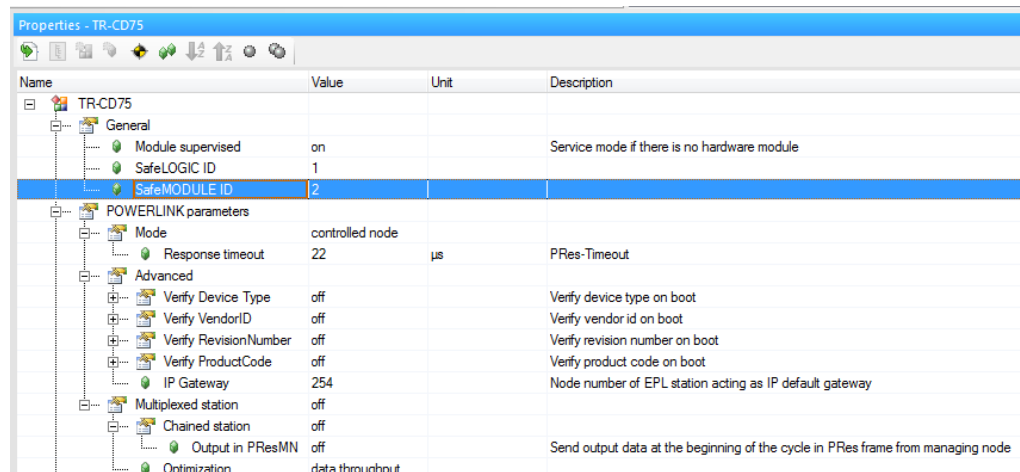 Properties - TR-CD75
Name Value Unit Description
TR-CD75
General
Module supervised on Service mode if there is no hardware module
SafeLOGIC ID 1
SafeMODULE ID 2
POWERLINK parameters
Mode controlled node
Response timeout 22 µs PRes-Timeout
Advanced
Verify Device Type off Verify device type on boot
Verify VendorID off Verify vendor id on boot
Verify RevisionNumber off Verify revision number on boot
Verify ProductCode off Verify product code on boot
IP Gateway 254 Node number of EPL station acting as IP default gateway
Multiplexed station off
Chained station off
Output in PResMN off Send output data at the beginning of the cycle in PRes frame from managing node
Optimization data throughput